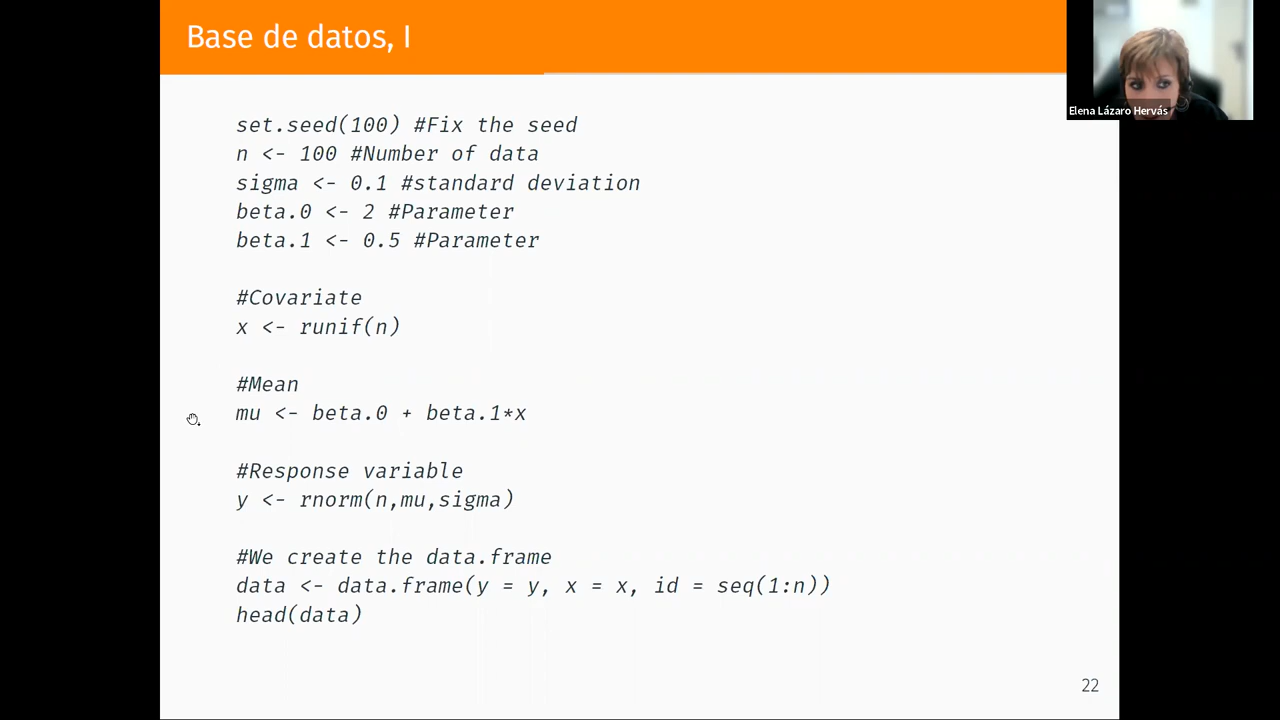 Base de datos, I
Elena Lázaro Hervás
set.seed(100) #Fix the seed
n <- 100 #Number of data
sigma <- 0.1 #standard deviation
beta.0 <- 2 #Parameter
beta.1 <- 0.5 #Parameter
#Covariate
x <- runif(n)
#Mean
mu <- beta.0 + beta.1*x
#Response variable
y <- rnorm(n,mu,sigma)
#We create the data.frame
data <- data.frame(y = y, x = x, id = seq(1:n))
head(data)
22